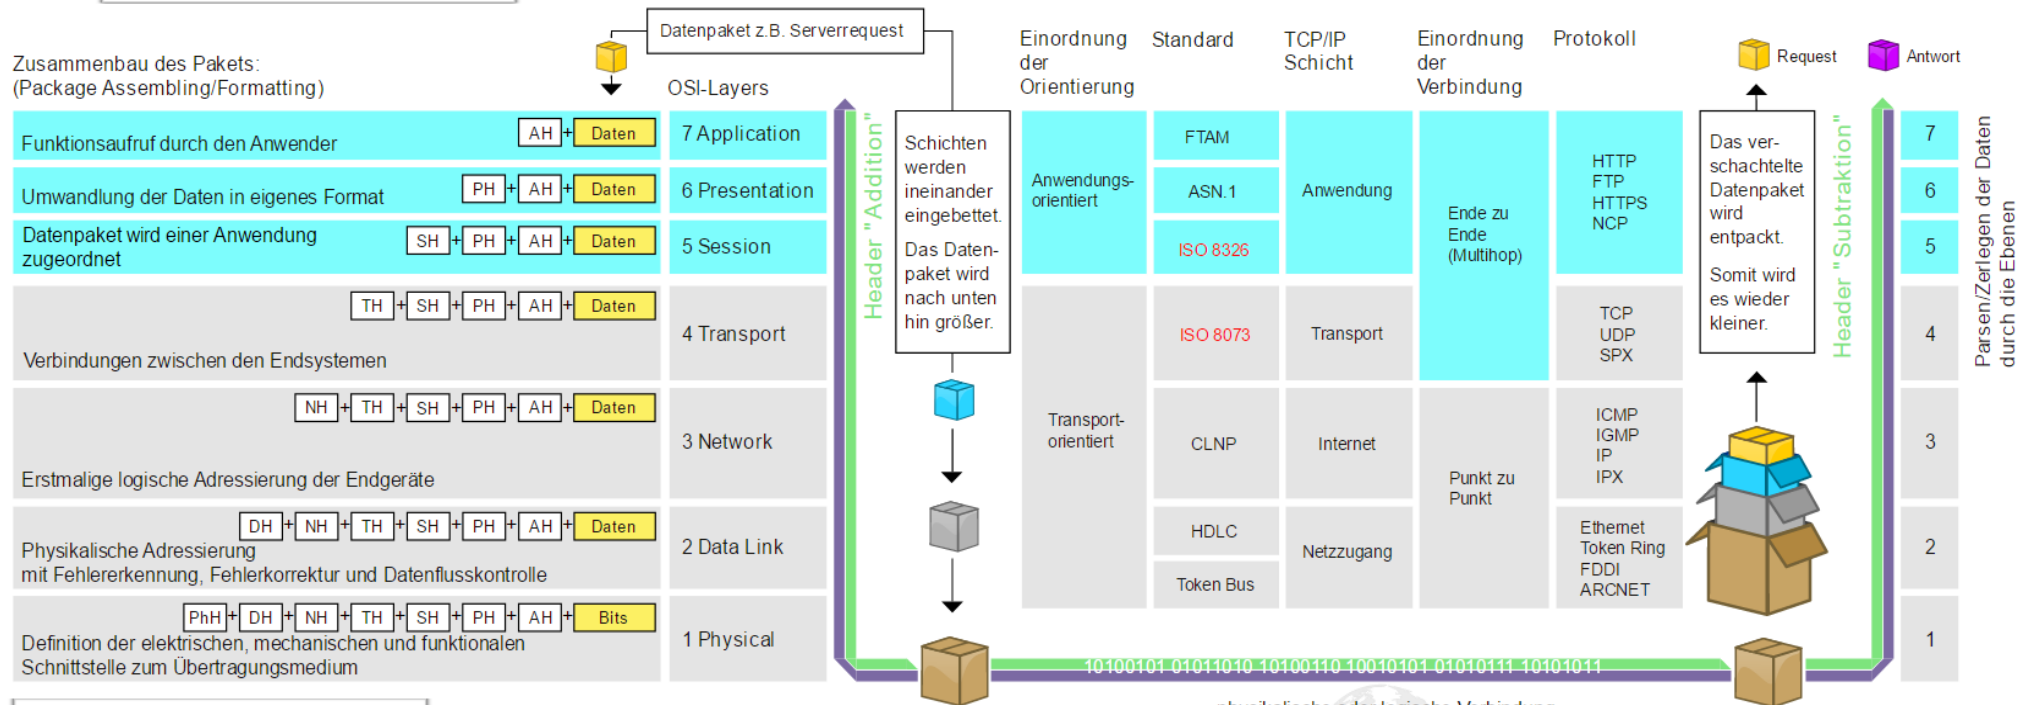 Datenpaket z.B. Serverrequest
Zusammenbau des Pakets:
(Package Assembling/Formatting)
OSI-Layers
Einordnung
der
Orientierung
Standard
TCP/IP
Schicht
Einordnung
der
Verbindung
Protokoll
Request
Antwort
Funktionsaufruf durch den Anwender
AH + Daten
7 Application
Umwandlung der Daten in eigenes Format
PH + AH + Daten
6 Presentation
Datenpaket wird einer Anwendung
zugeordnet
SH + PH + AH + Daten
5 Session
TH + SH + PH + AH + Daten
Verbindungen zwischen den Endsystemen
4 Transport
NH + TH + SH + PH + AH + Daten
Erstmalige logische Adressierung der Endgeräte
3 Network
DH + NH + TH + SH + PH + AH + Daten
Physikalische Adressierung
mit Fehlererkennung, Fehlerkorrektur und Datenflusskontrolle
2 Data Link
PhH + DH + NH + TH + SH + PH + AH + Bits
Definition der elektrischen, mechanischen und funktionalen
Schnittstelle zum Übertragungsmedium
1 Physical
Header "Addition"
Schichten
werden
ineinander
eingebettet.
Das Daten-
paket wird
nach unten
hin größer.
Anwendungs-
orientiert
Transport-
orientiert
FTAM
ASN.1
ISO 8326
ISO 8073
CLNP
HDLC
Token Bus
Anwendung
Transport
Internet
Netzzugang
Ende zu
Ende
(Multihop)
Punkt zu
Punkt
HTTP
FTP
HTTPS
NCP
TCP
UDP
SPX
ICMP
IGMP
IP
IPX
Ethernet
Token Ring
FDDI
ARCNET
Das ver-
schachtelte
Datenpaket
wird
entpackt.
Somit wird
es wieder
kleiner.
Header "Subtraktion"
7
6
5
4
3
2
1
Parsen/Zerlegen der Daten
durch die Ebenen
10100101 01011010 10100110 10010101 01010111 10101011
physikalische oder logische Verbindung